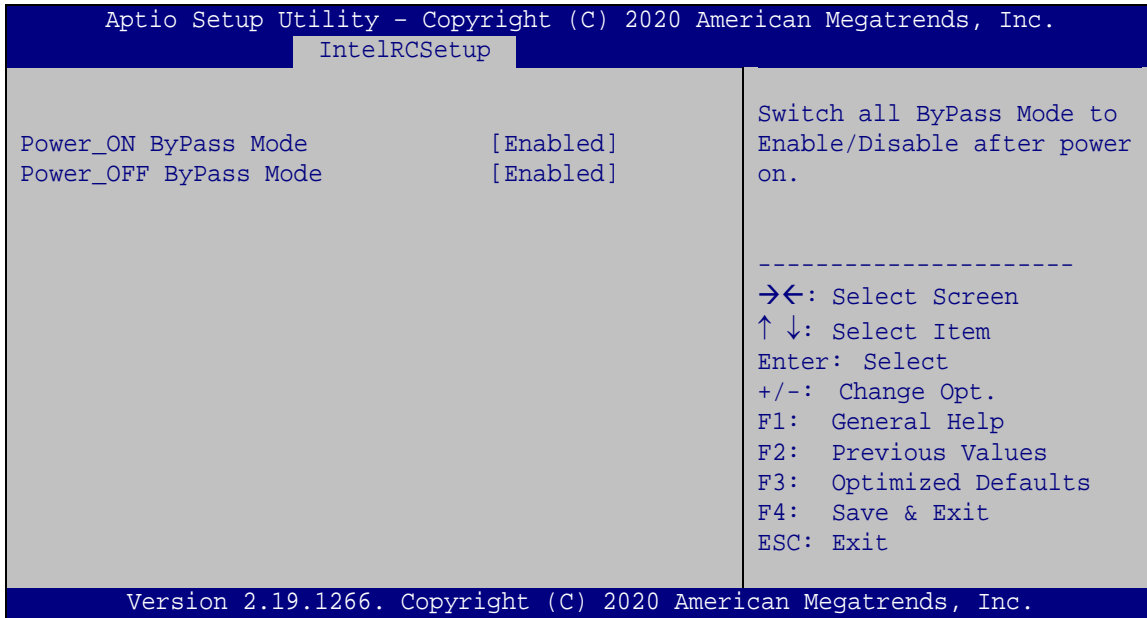 Aptio Setup Utility – Copyright (C) 2020 American Megatrends, Inc.
IntelRCSetup
Power_ON ByPass Mode [Enabled]
Power_OFF ByPass Mode [Enabled]
Switch all ByPass Mode to
Enable/Disable after power
on.
----------------------
→←: Select Screen
↑ ↓: Select Item
Enter: Select
+/-: Change Opt.
F1: General Help
F2: Previous Values
F3: Optimized Defaults
F4: Save & Exit
ESC: Exit
Version 2.19.1266. Copyright (C) 2020 American Megatrends, Inc.